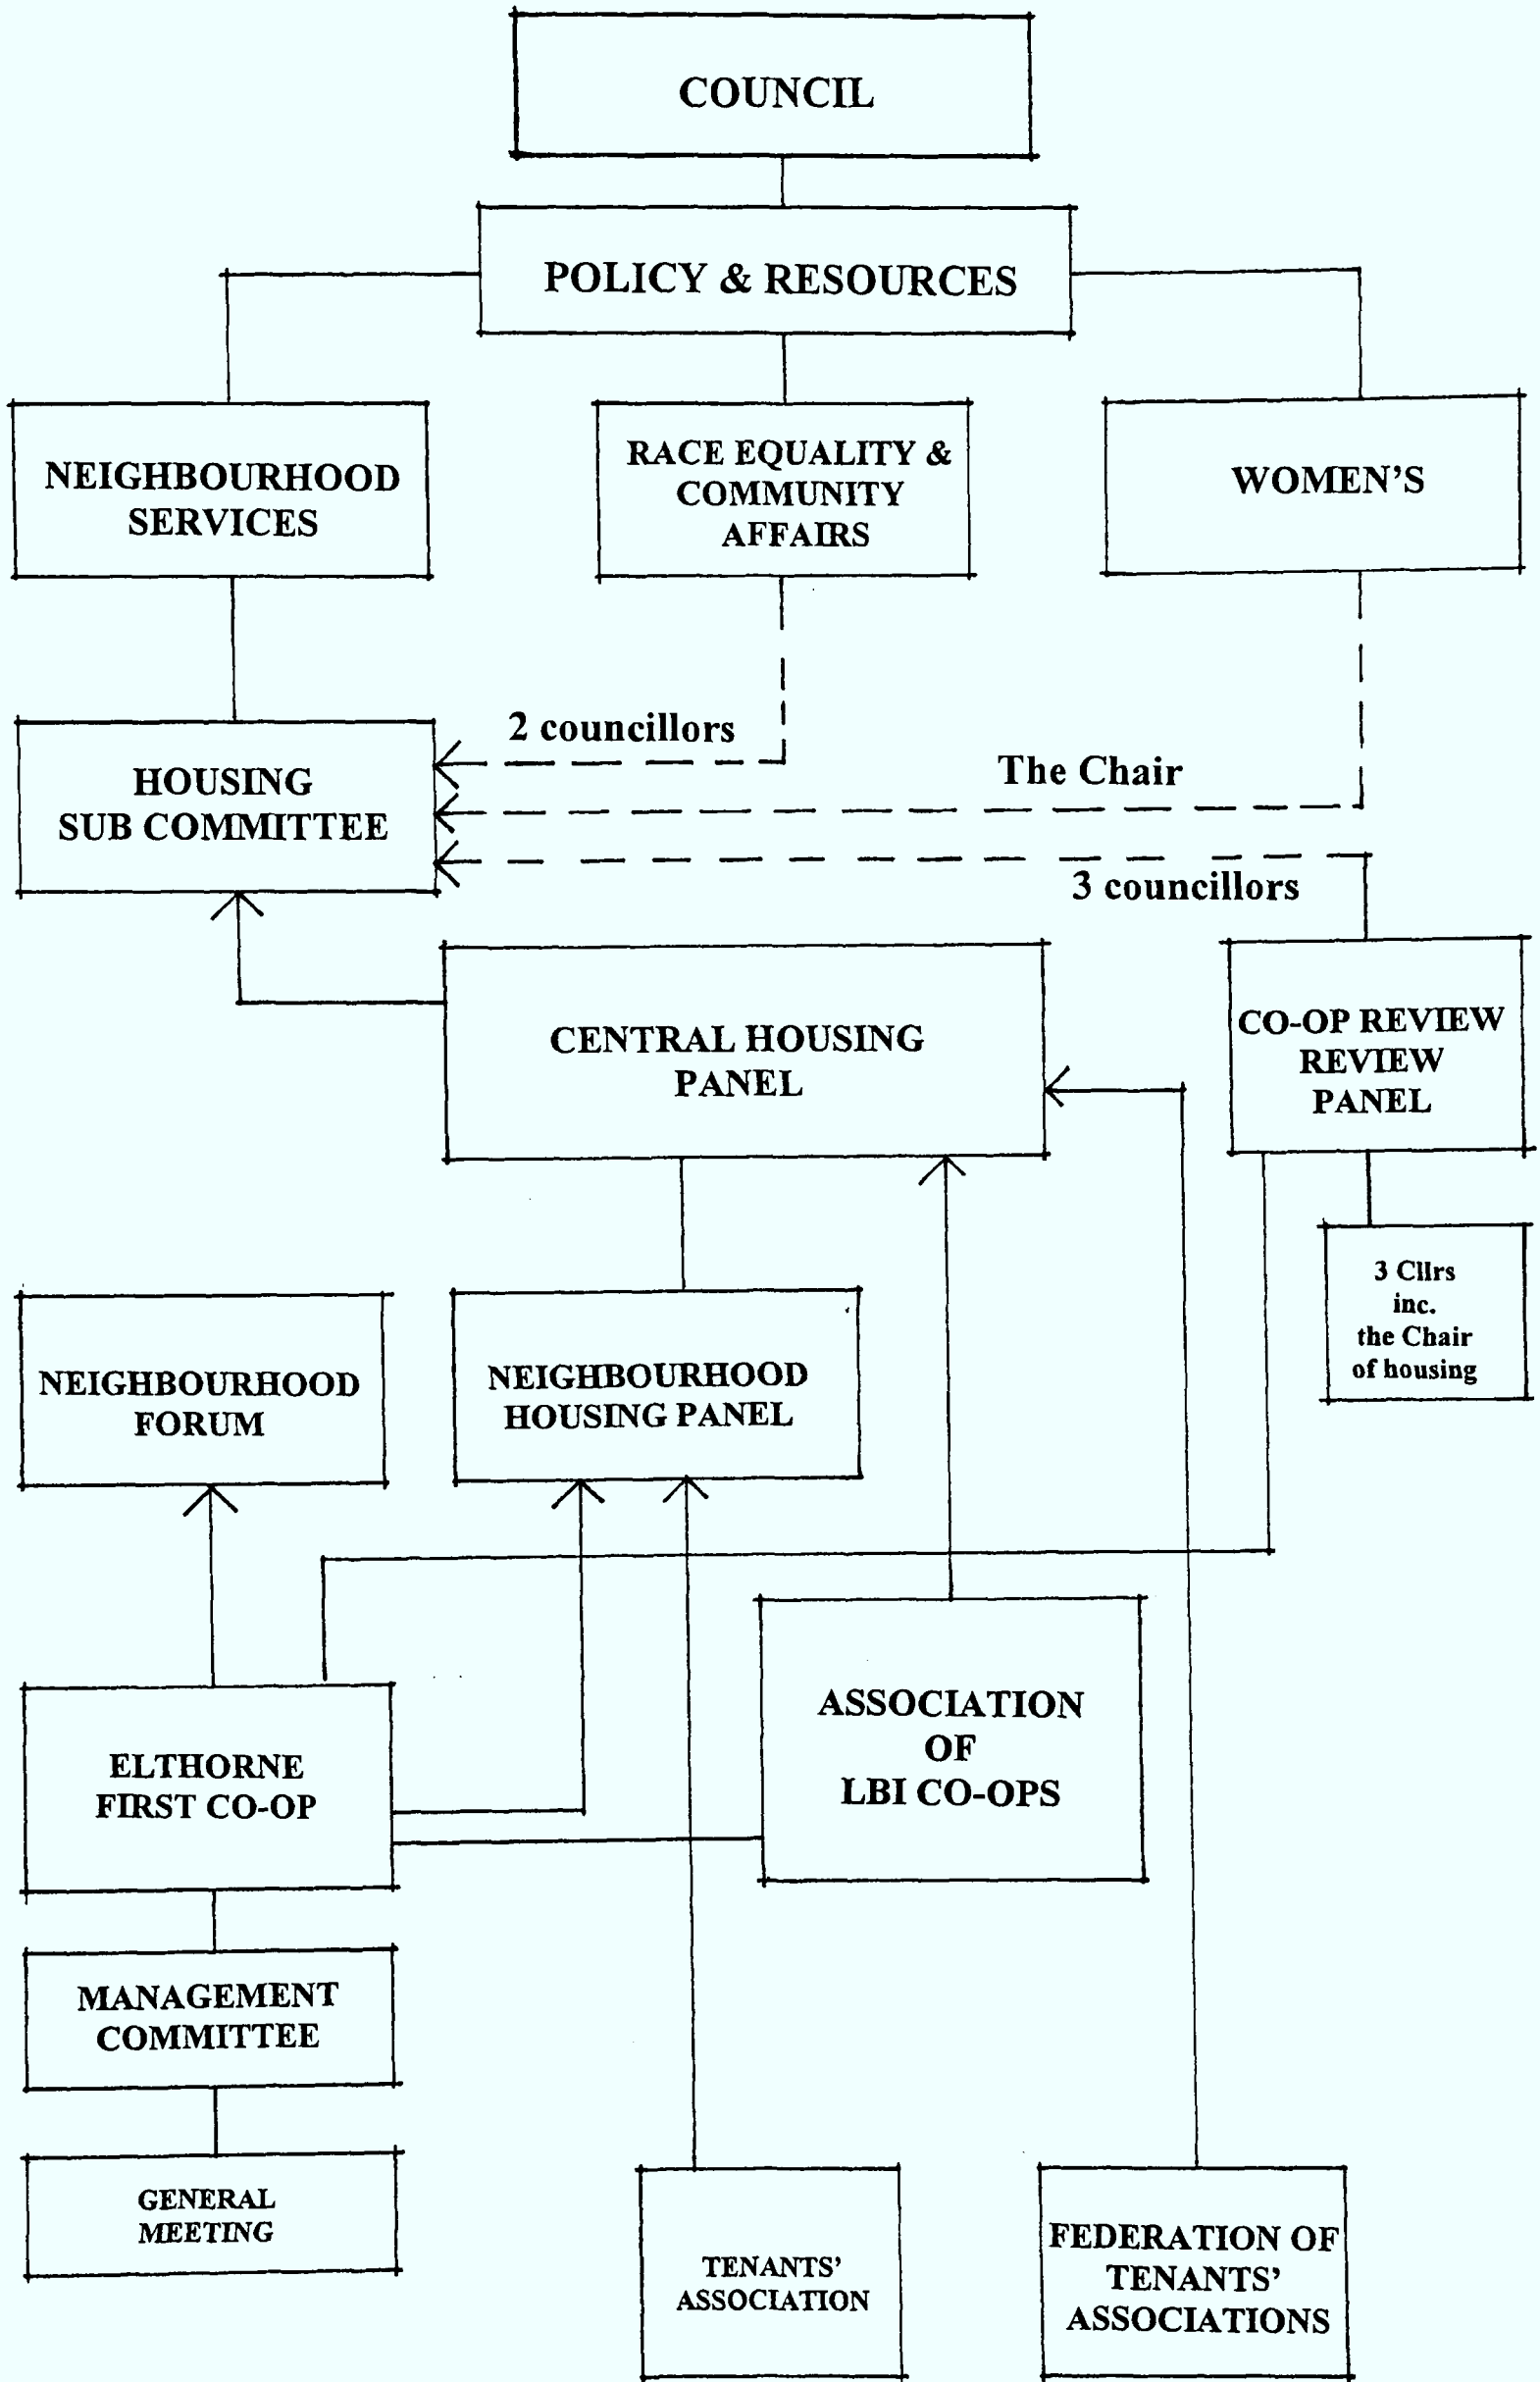 COUNCIL
POLICY & RESOURCES
NEIGHBOURHOOD
SERVICES
RACE EQUALITY &
COMMUNITY
AFFAIRS
WOMEN'S
2 councillors
The Chair
HOUSING
SUB COMMITTEE
3 councillors
CENTRAL HOUSING
PANEL
CO-OP REVIEW
REVIEW
PANEL
3 Cllrs
inc.
the Chair
of housing
NEIGHBOURHOOD
FORUM
NEIGHBOURHOOD
HOUSING PANEL
ELTHORNE
FIRST CO-OP
ASSOCIATION
OF
LBI CO-OPS
MANAGEMENT
COMMITTEE
GENERAL
MEETING
TENANTS'
ASSOCIATION
FEDERATION OF
TENANTS'
ASSOCIATIONS